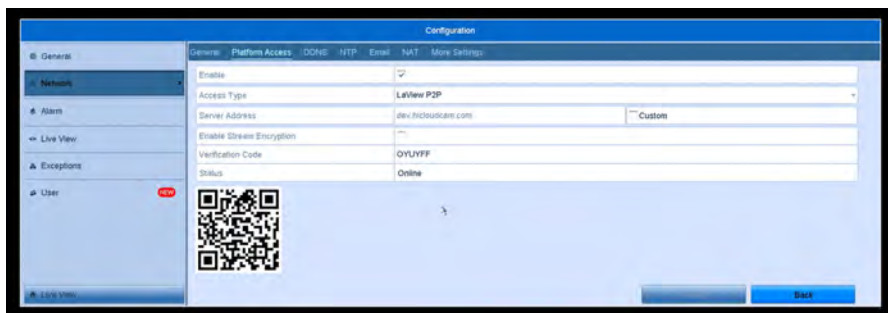 Configuration
General
Network
Alarm
Live View
Exceptions
User NEW
Live View
General Platform Access DDNS NTP Email NAT More Settings
Enable
Access Type LaView P2P
Server Address dev.hicloudcam.com Custom
Enable Stream Encryption
Verification Code OYUYFF
Status Online
Back